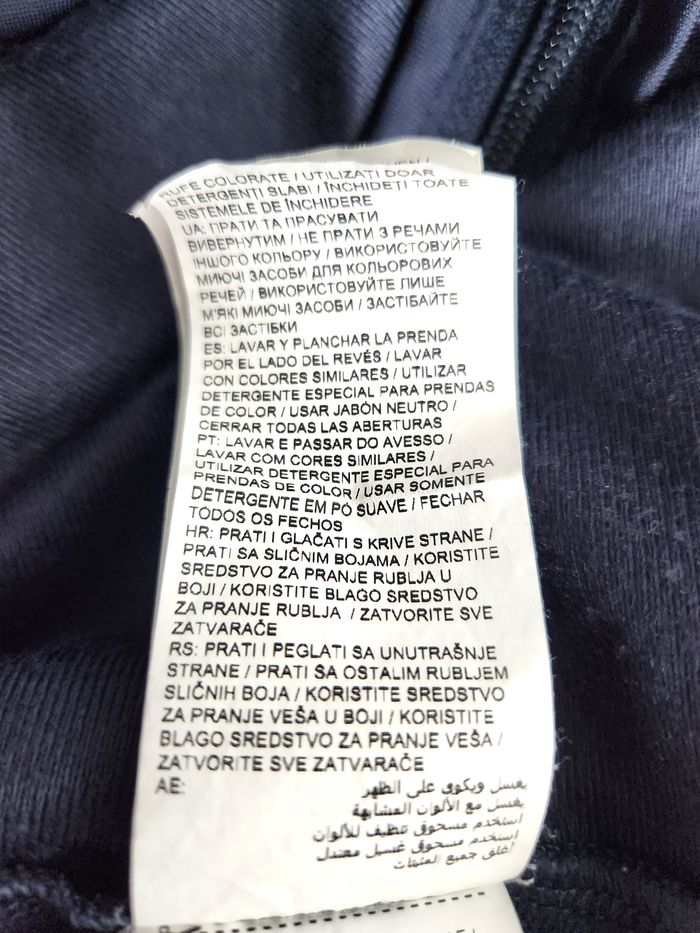 RUFE COLORATE / UTILIZATI DOAR
DETERGENTI SLABI / ÎNCHIDEȚI TOATE
SISTEMELE DE ÎNCHIDERE
UA: ПРАТИ ТА ПРАСУВАТИ
ВИВЕРНУТИМ / НЕ ПРАТИ З РЕЧАМИ
ІНШОГО КОЛЬОРУ / ВИКОРИСТОВУЙТЕ
МИЮЧІ ЗАСОБИ ДЛЯ КОЛЬОРОВИХ
РЕЧЕЙ / ВИКОРИСТОВУЙТЕ ЛИШЕ
М'ЯКІ МИЮЧІ ЗАСОБИ / ЗАСТІБАЙТЕ
ВСІ ЗАСТІБКИ
ES: LAVAR Y PLANCHAR LA PRENDA
POR EL LADO DEL REVÉS / LAVAR
CON COLORES SIMILARES / UTILIZAR
DETERGENTE ESPECIAL PARA PRENDAS
DE COLOR / USAR JABÓN NEUTRO /
CERRAR TODAS LAS ABERTURAS
PT: LAVAR E PASSAR DO AVESSO /
LAVAR COM CORES SIMILARES /
UTILIZAR DETERGENTE ESPECIAL PARA
PRENDAS DE COLOR / USAR SOMENTE
DETERGENTE EM PÓ SUAVE / FECHAR
TODOS OS FECHOS
HR: PRATI I GLAČATI S KRIVE STRANE /
PRATI SA SLIČNIM BOJAMA / KORISTITE
SREDSTVO ZA PRANJE RUBLJA U
BOJI / KORISTITE BLAGO SREDSTVO
ZA PRANJE RUBLJA / ZATVORITE SVE
ZATVARAČE
RS: PRATI I PEGLATI SA UNUTRAŠNJE
STRANE / PRATI SA OSTALIM RUBLJEM
SLIČNIH BOJA / KORISTITE SREDSTVO
ZA PRANJE VEŠA U BOJI / KORISTITE
BLAGO SREDSTVO ZA PRANJE VEŠA /
ZATVORITE SVE ZATVARAČE
AE: يغسل ويكوى على الظهر
يغسل مع الألوان المشابهة
استخدم مسحوق تنظيف للألوان
استخدم مسحوق غسيل معتدل
أغلق جميع المثبتات